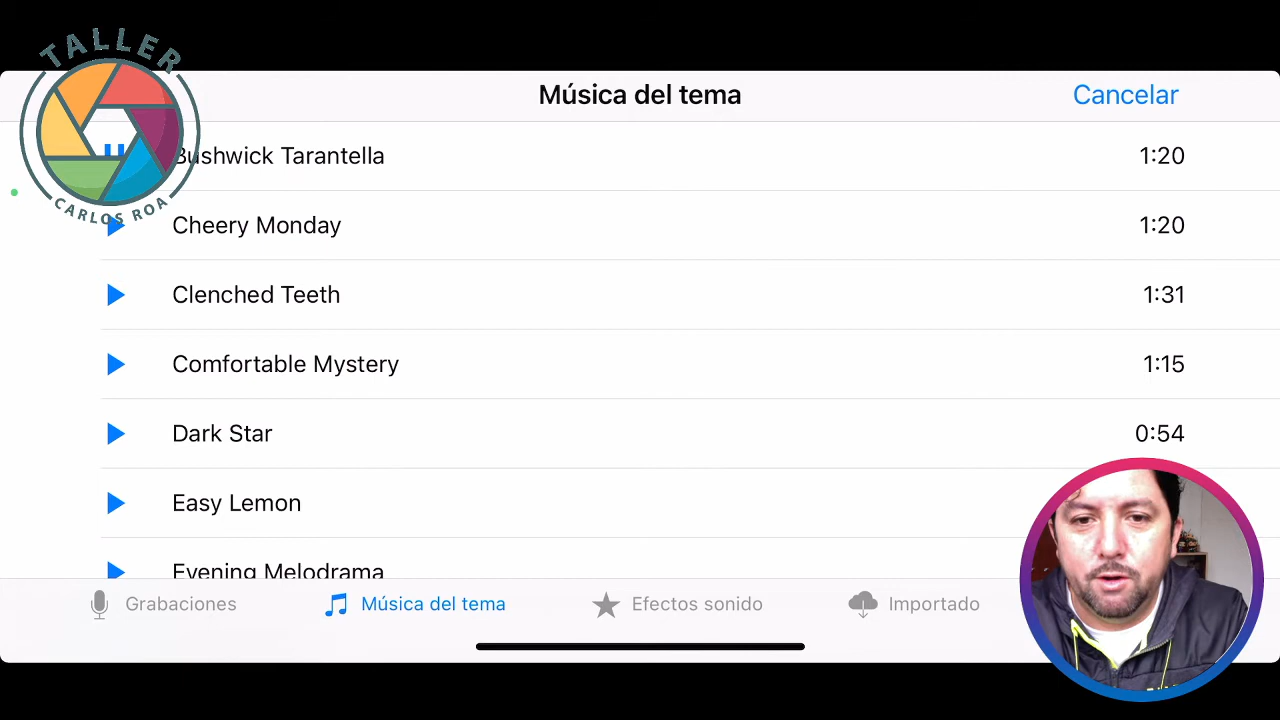 TALLER
CARLOS ROA
Música del tema
Cancelar
Bushwick Tarantella 1:20
Cheery Monday 1:20
Clenched Teeth 1:31
Comfortable Mystery 1:15
Dark Star 0:54
Easy Lemon
Evening Melodrama
Grabaciones
Música del tema
Efectos sonido
Importado